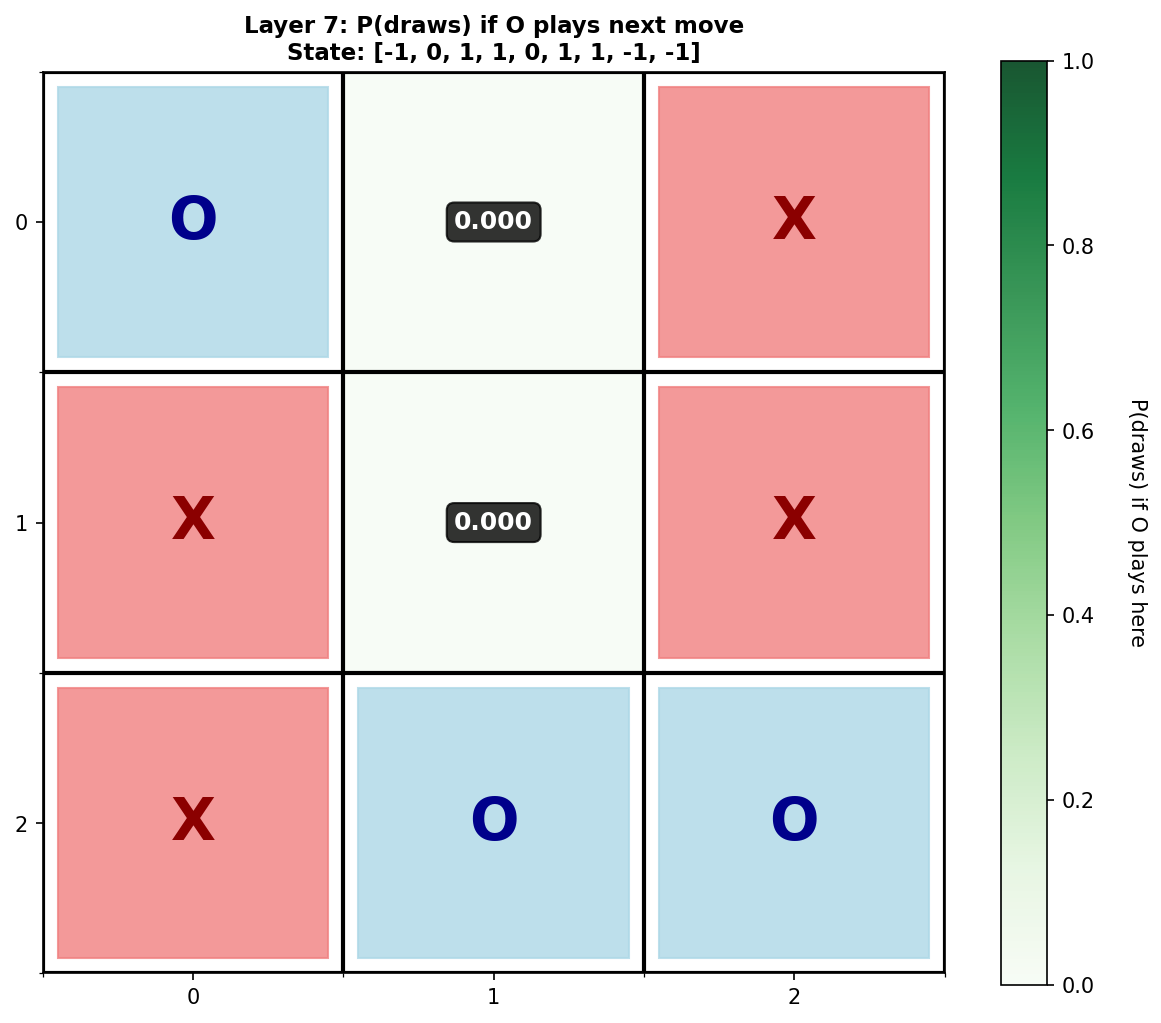 Layer 7: P(draws) if O plays next move
State: [-1, 0, 1, 1, 0, 1, 1, -1, -1]
0
O
0.000
X
1
X
0.000
X
2
X
O
O
0
1
2
1.0
0.8
0.6
0.4
0.2
0.0
P(draws) if O plays here